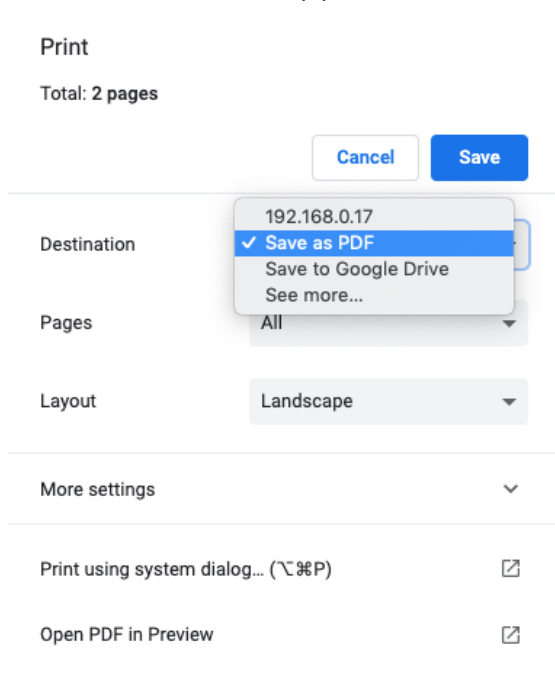 Print
Total: 2 pages
Cancel Save
192.168.0.17
Destination ✓ Save as PDF
Save to Google Drive
See more...
Pages All
Layout Landscape
More settings
Print using system dialog... (⌥⌘P)
Open PDF in Preview